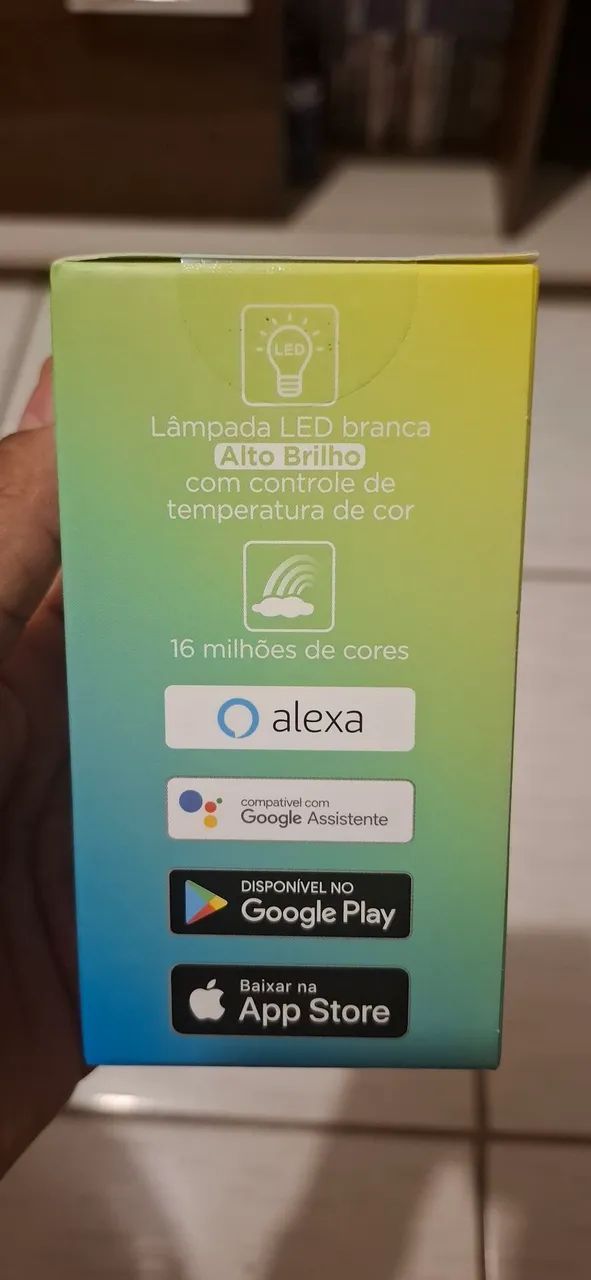 LED
Lâmpada LED branca
Alto Brilho
com controle de
temperatura de cor
16 milhões de cores
alexa
compatível com
Google Assistente
DISPONÍVEL NO
Google Play
Baixar na
App Store